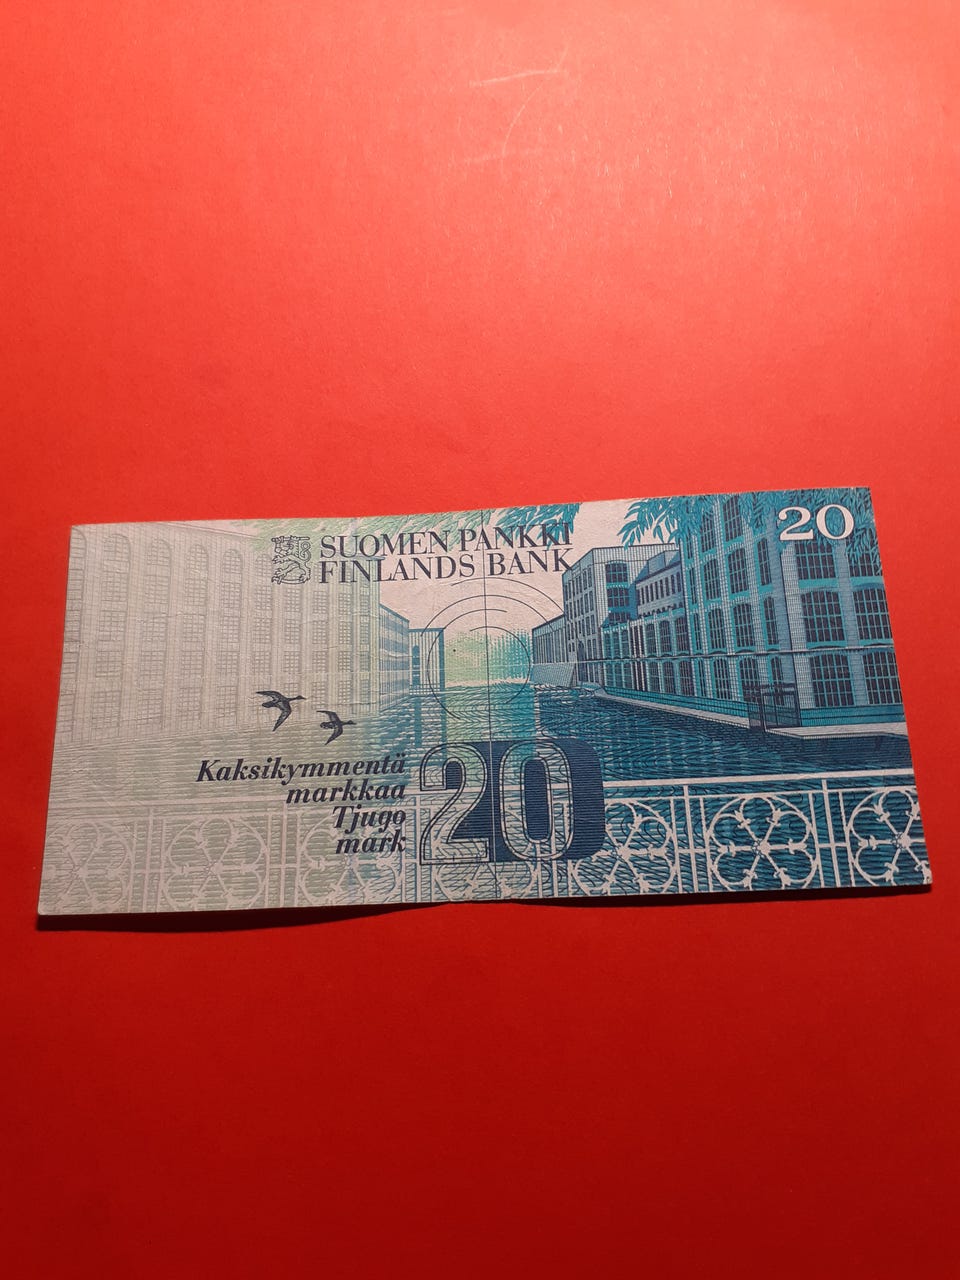 20
SUOMEN PANKKI
FINLANDS BANK
Kaksikymmentä
markkaa
Tjugo
mark
20